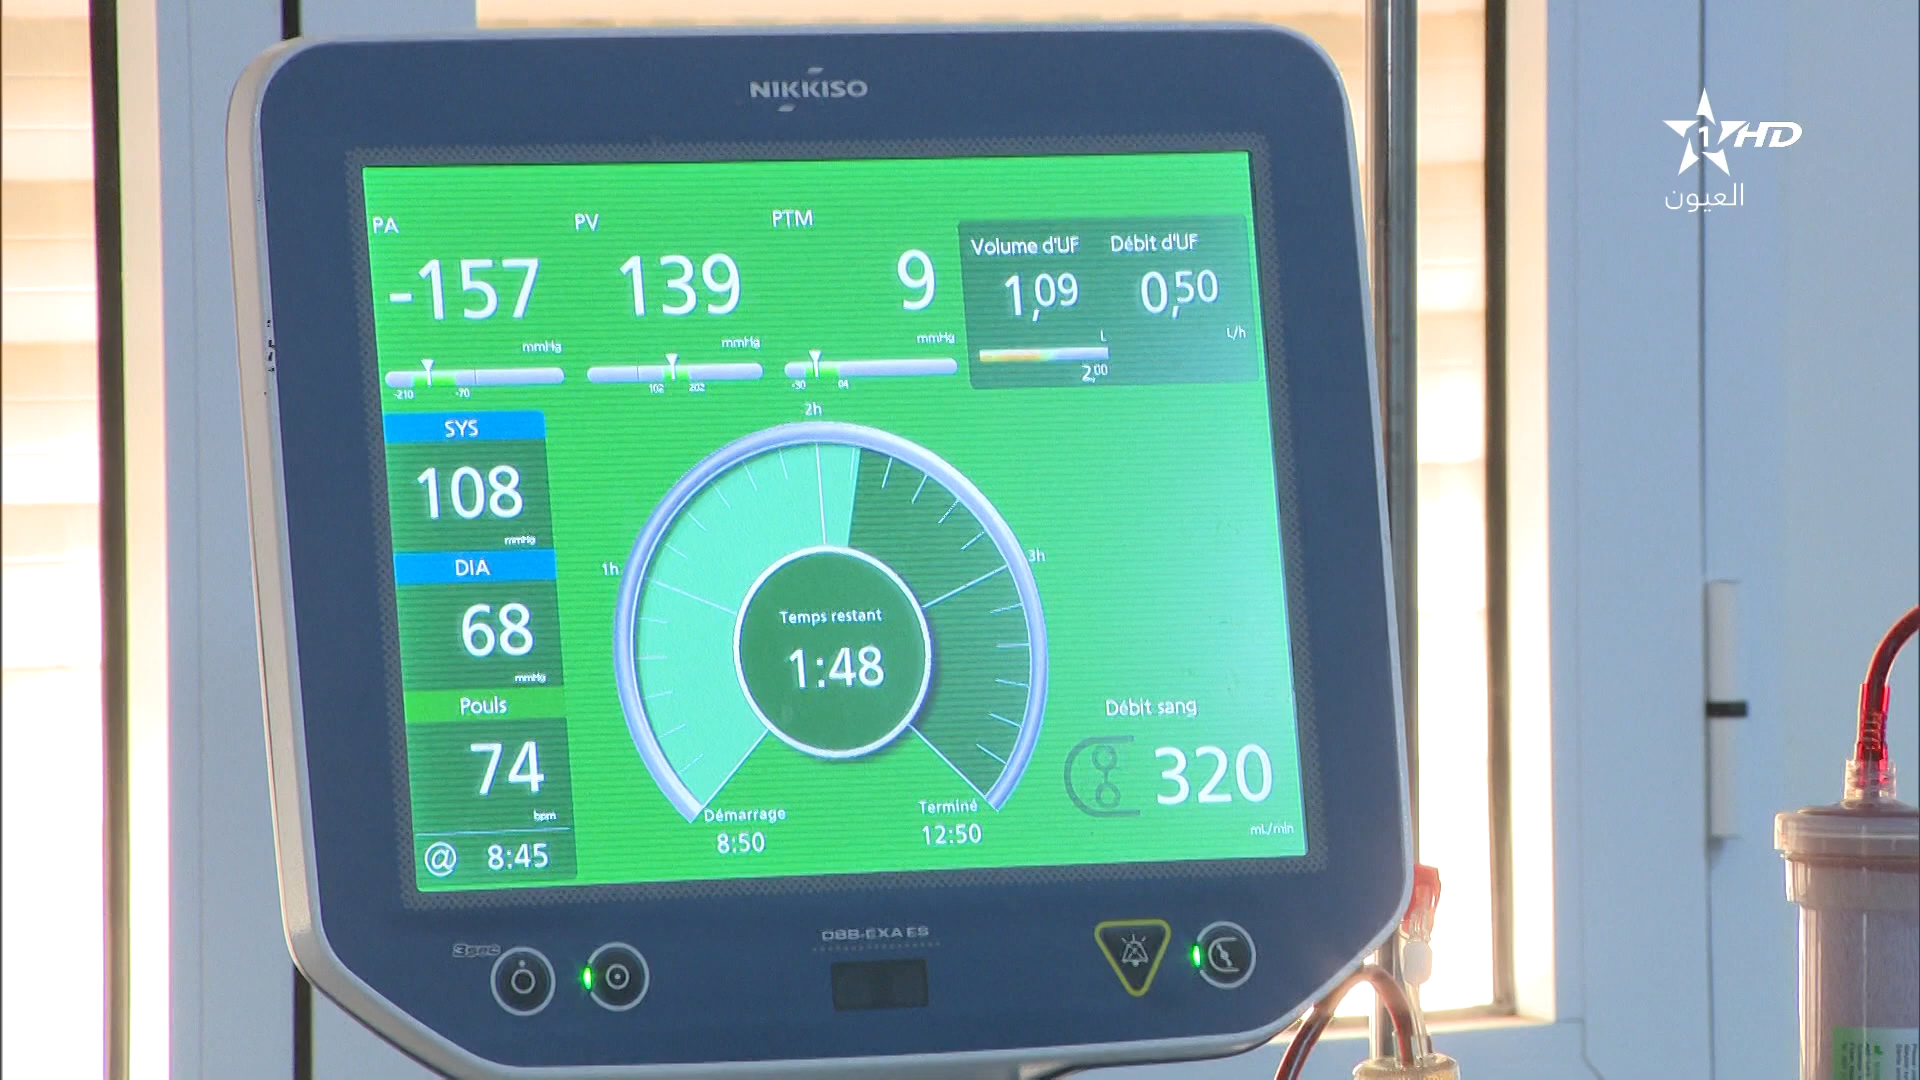 NIKKISO
1 HD
العيون
PA PV PTM
-157 139 9
mmHg mmHg mmHg
-210 -70 102 202 -30
Volume d'UF Débit d'UF
1,09 0,50
L L/h
2,00
SYS
108
mmHg
DIA
68
mmHg
Pouls
74
bpm
@ 8:45
1h 2h 3h
Temps restant
1:48
Démarrage
8:50
Terminé
12:50
Débit sang
320
mL/min
3sec
DBB-EXA ES